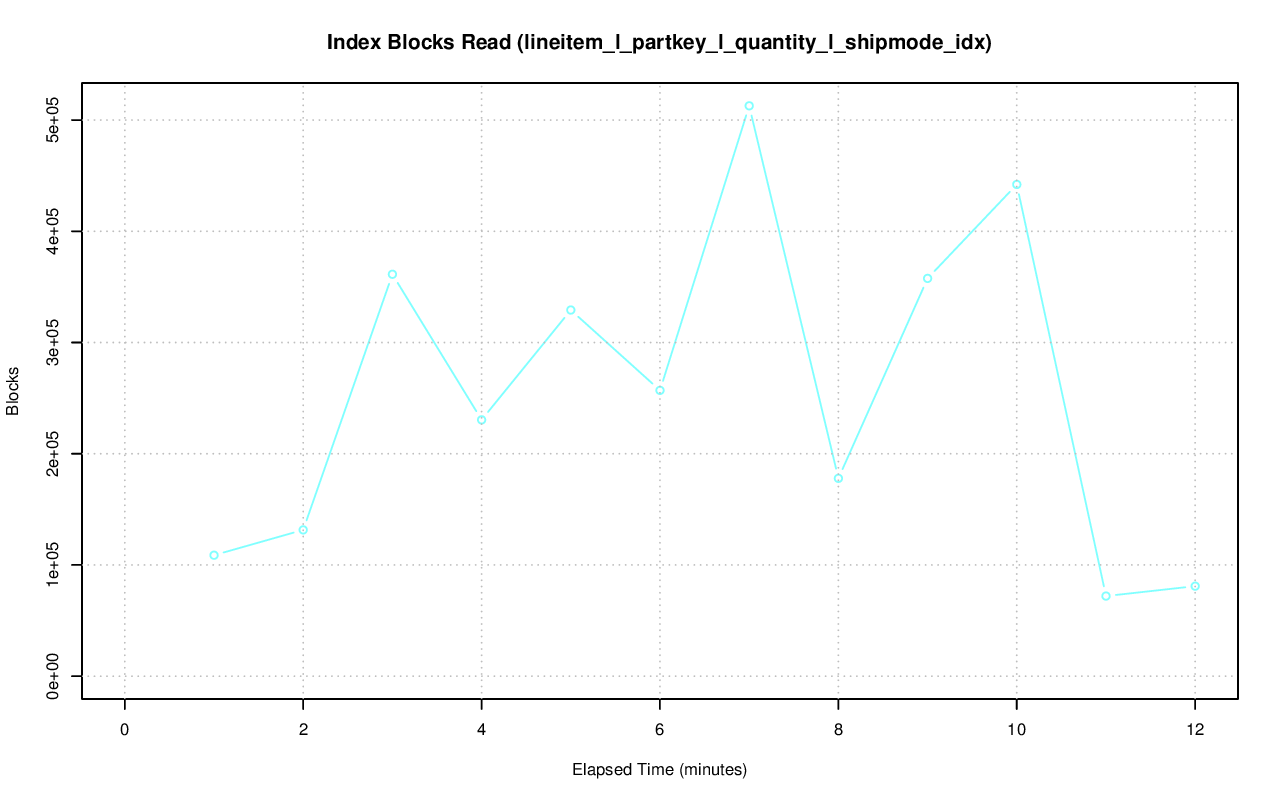 Index Blocks Read (lineitem_l_partkey_l_quantity_l_shipmode_idx)
5e+05
4e+05
3e+05
2e+05
1e+05
0e+00
Blocks
0 2 4 6 8 10 12
Elapsed Time (minutes)